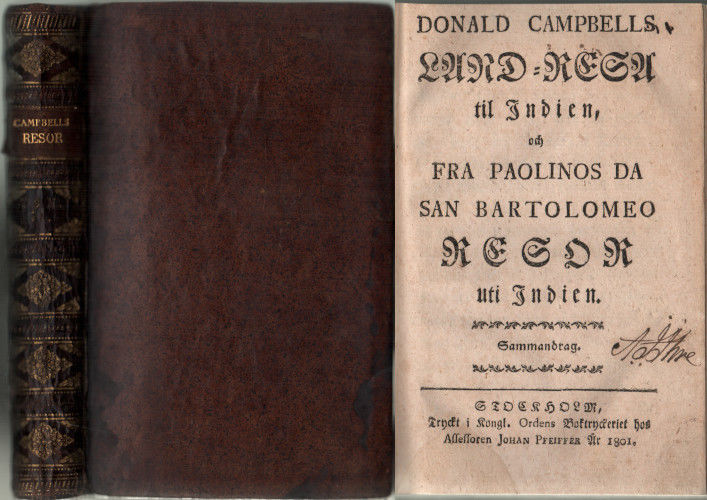 CAMPBELLS
RESOR
DONALD CAMPBELLS
LAND-RESA
til Indien,
och
FRA PAOLINOS DA
SAN BARTOLOMEO
RESOR
uti Indien.
Sammandrag.
STOCKHOLM,
Tryckt i Kongl. Ordens Boktryckeriet hos
Assessoren JOHAN PFEIFFER År 1801.